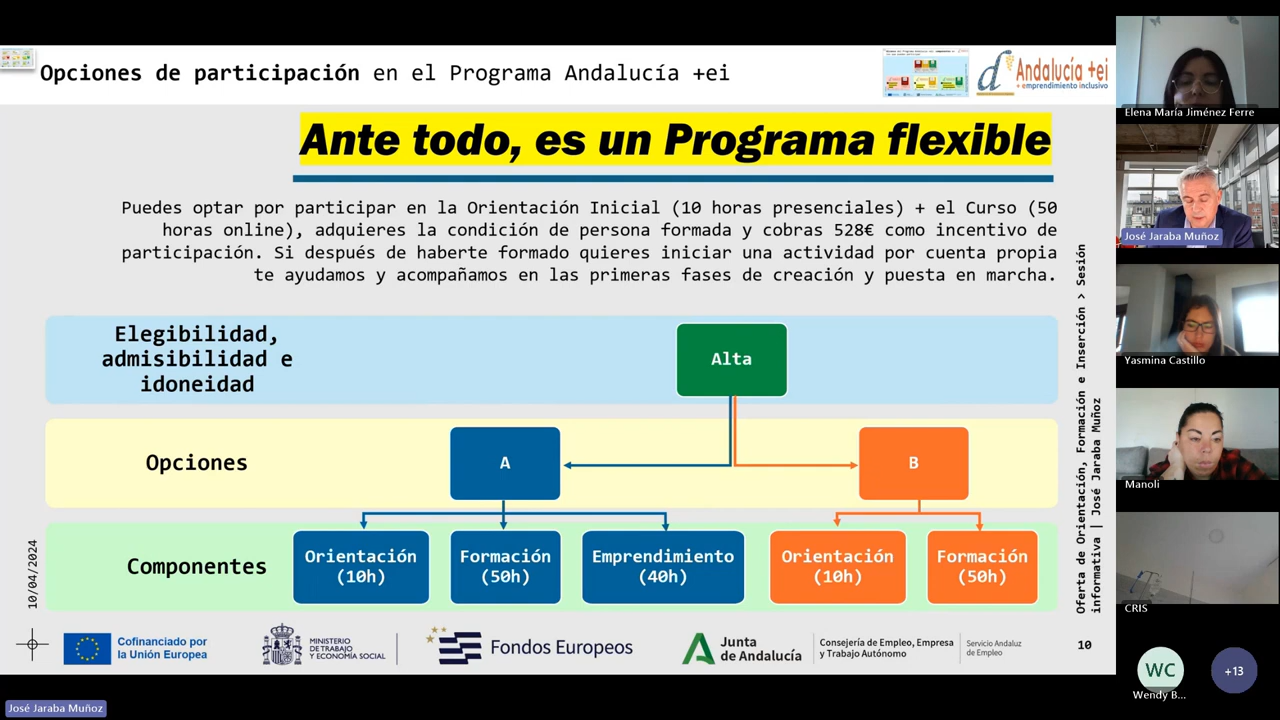 Opciones de participación en el Programa Andalucía +ei
Andalucía +ei
+ emprendimiento inclusivo
Ante todo, es un Programa flexible
Puedes optar por participar en la Orientación Inicial (10 horas presenciales) + el Curso (50
horas online), adquieres la condición de persona formada y cobras 528€ como incentivo de
participación. Si después de haberte formado quieres iniciar una actividad por cuenta propia
te ayudamos y acompañamos en las primeras fases de creación y puesta en marcha.
Elegibilidad,
admisibilidad e
idoneidad
Alta
Opciones
A
B
Componentes
Orientación
(10h)
Formación
(50h)
Emprendimiento
(40h)
Orientación
(10h)
Formación
(50h)
10/04/2024
Oferta de Orientación, Formación e Inserción > Sesión
informativa | José Jaraba Muñoz
Cofinanciado por
la Unión Europea
MINISTERIO
DE TRABAJO
Y ECONOMÍA SOCIAL
Fondos Europeos
Junta
de Andalucía
Consejería de Empleo, Empresa
y Trabajo Autónomo
Servicio Andaluz
de Empleo
10
José Jaraba Muñoz
Elena María Jiménez Ferre
José Jaraba Muñoz
Yasmina Castillo
Manoli
CRIS
WC
Wendy B...
+13